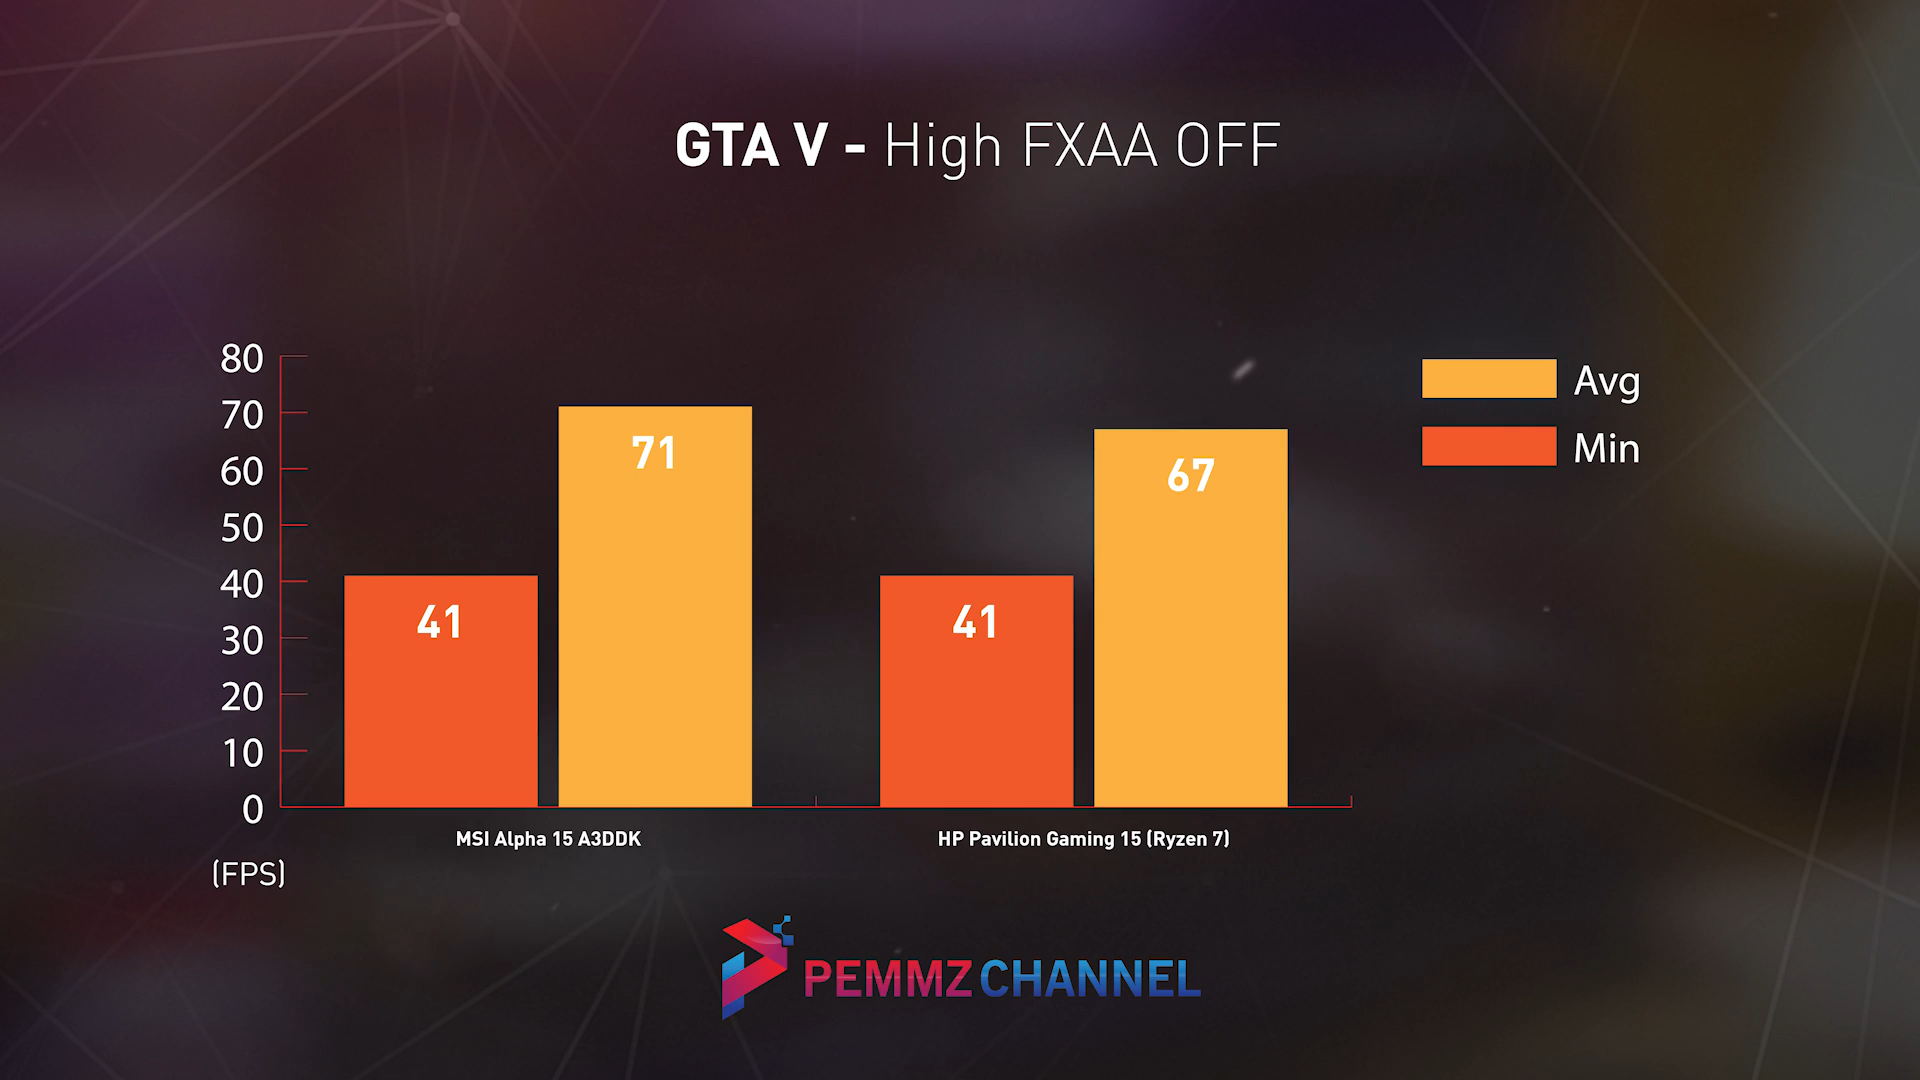 GTA V - High FXAA OFF
80
70
60
50
40
30
20
10
0
(FPS)
41
71
41
67
MSI Alpha 15 A3DDK
HP Pavilion Gaming 15 (Ryzen 7)
Avg
Min
PEMMZ CHANNEL